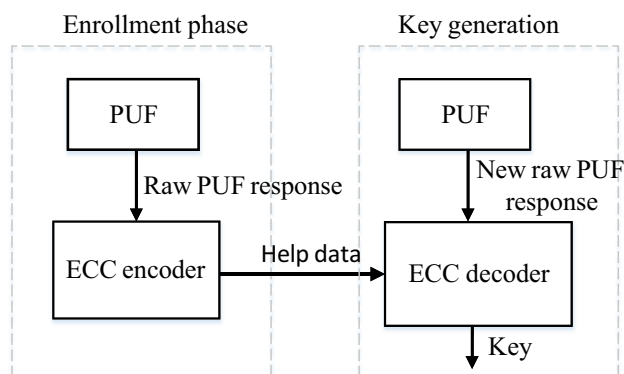 Enrollment phase
Key generation
PUF
PUF
Raw PUF response
New raw PUF
response
ECC encoder
Help data
ECC decoder
Key